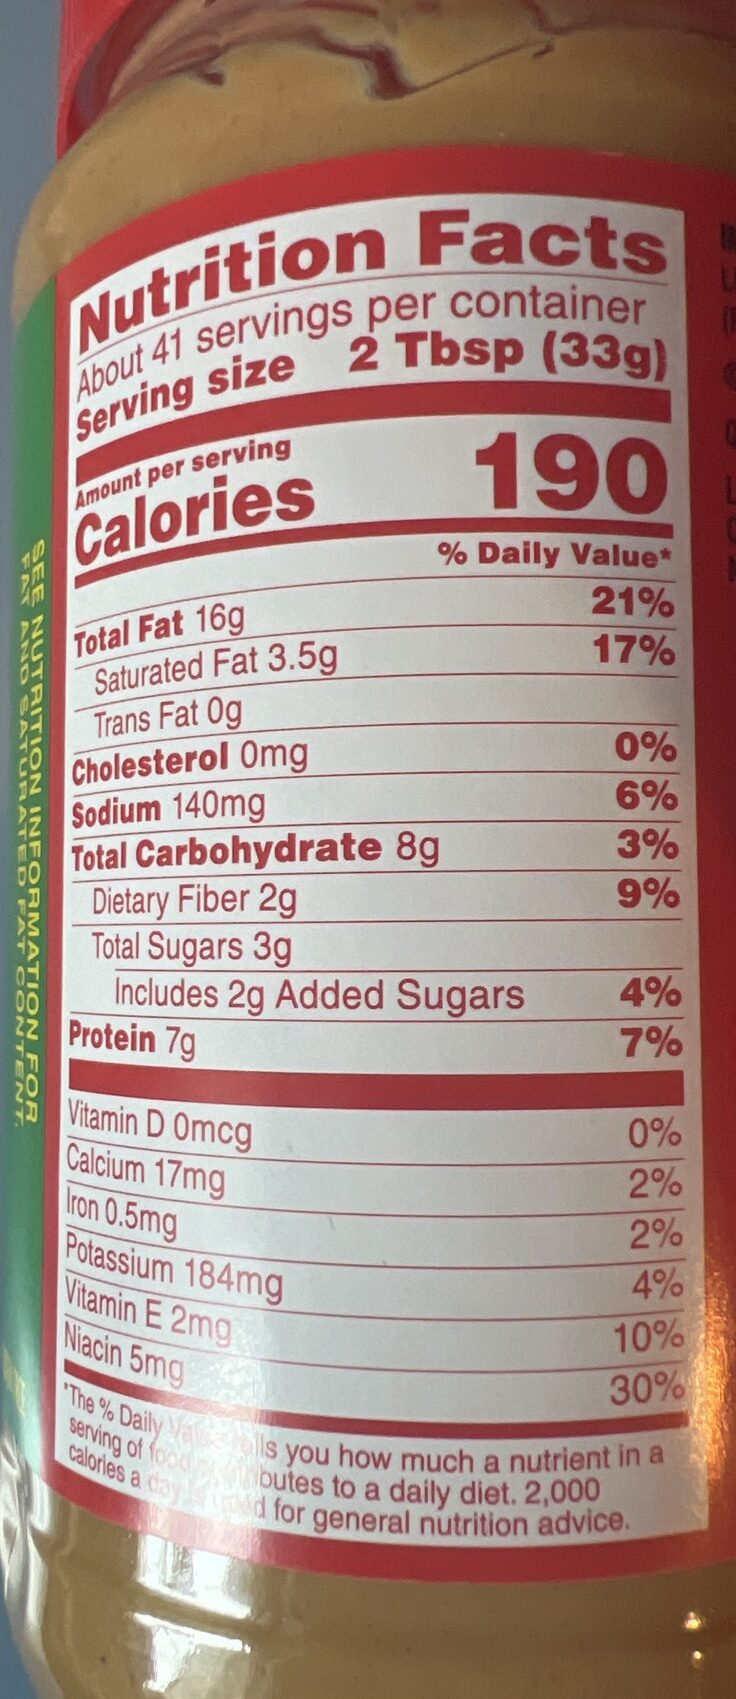 Nutrition Facts
About 41 servings per container
Serving size 2 Tbsp (33g)
Amount per serving
Calories 190
% Daily Value*
Total Fat 16g 21%
Saturated Fat 3.5g 17%
Trans Fat 0g
Cholesterol 0mg 0%
Sodium 140mg 6%
Total Carbohydrate 8g 3%
Dietary Fiber 2g 9%
Total Sugars 3g
Includes 2g Added Sugars 4%
Protein 7g 7%
Vitamin D 0mcg 0%
Calcium 17mg 2%
Iron 0.5mg 2%
Potassium 184mg 4%
Vitamin E 2mg 10%
Niacin 5mg 30%
*The % Daily Value tells you how much a nutrient in a
serving of food contributes to a daily diet. 2,000
calories a day is used for general nutrition advice.
SEE NUTRITION INFORMATION FOR
FAT AND SATURATED FAT CONTENT.